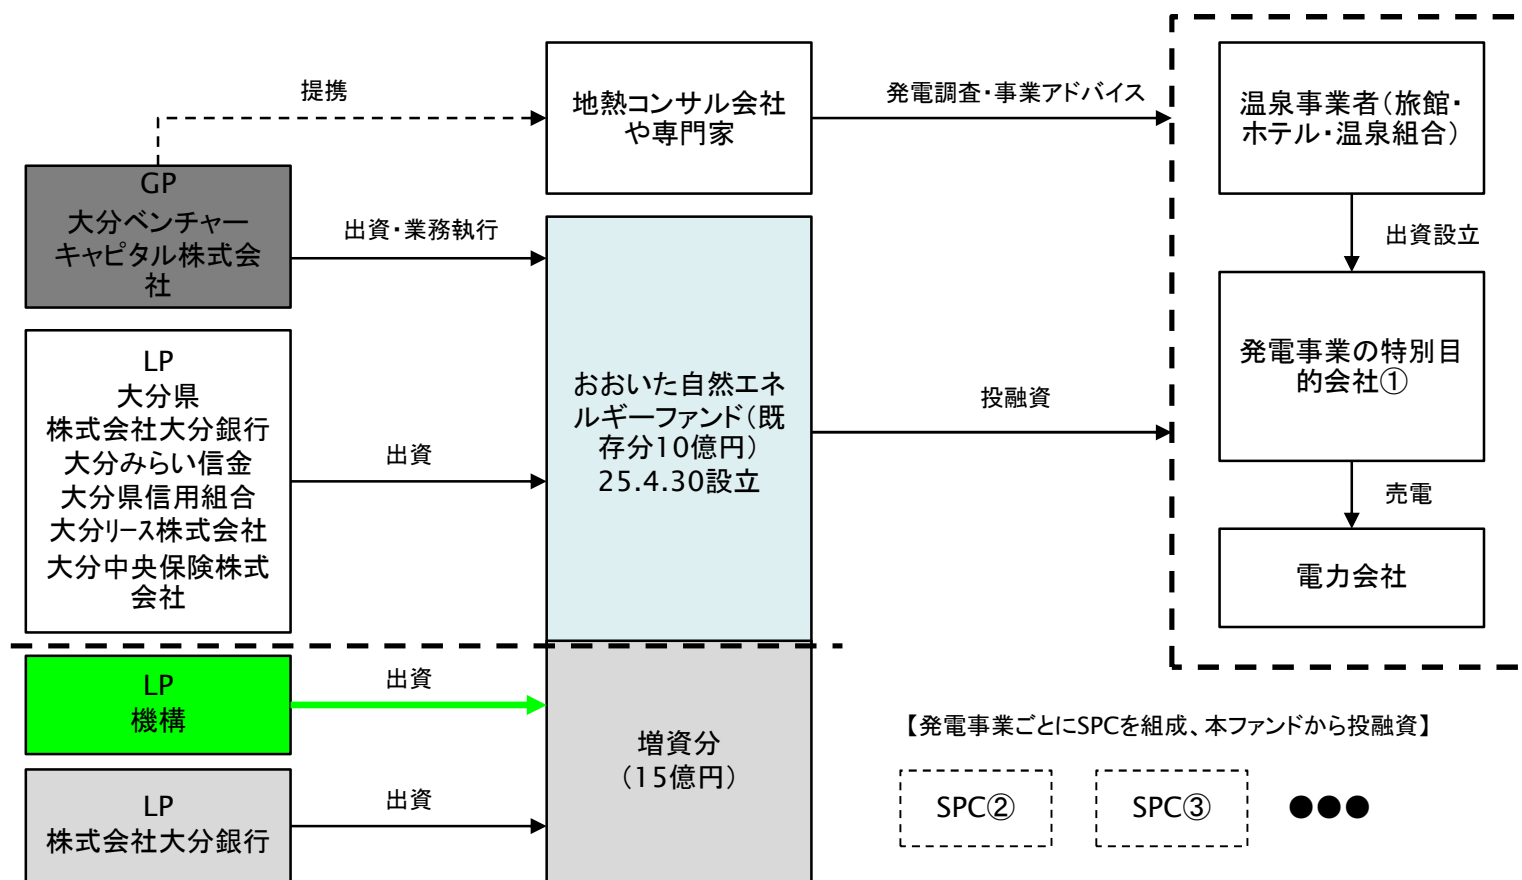 提携
地熱コンサル会社
や専門家
発電調査・事業アドバイス
温泉事業者（旅館・
ホテル・温泉組合）
GP
大分ベンチャー
キャピタル株式会
社
出資・業務執行
出資設立
LP
大分県
株式会社大分銀行
大分みらい信金
大分県信用組合
大分ﾘｰｽ株式会社
大分中央保険株式
会社
出資
おおいた自然エネ
ルギーファンド（既
存分10億円）
25.4.30設立
投融資
発電事業の特別目
的会社①
売電
電力会社
LP
機構
出資
増資分
（15億円）
LP
株式会社大分銀行
出資
【発電事業ごとにSPCを組成、本ファンドから投融資】
SPC②
SPC③
●●●